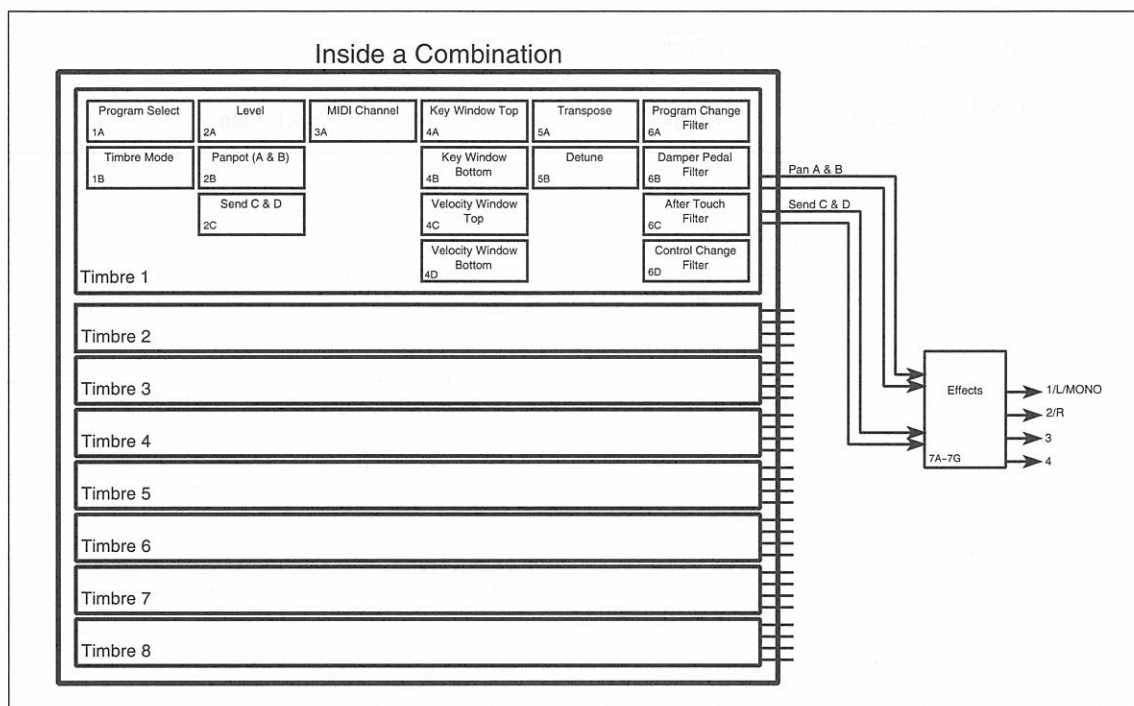 Inside a Combination
Program Select
1A
Level
2A
MIDI Channel
3A
Key Window Top
4A
Transpose
5A
Program Change
Filter
6A
Timbre Mode
1B
Panpot (A & B)
2B
Key Window
Bottom
4B
Detune
5B
Damper Pedal
Filter
6B
Send C & D
2C
Velocity Window
Top
4C
After Touch
Filter
6C
Velocity Window
Bottom
4D
Control Change
Filter
6D
Timbre 1
Pan A & B
Send C & D
Timbre 2
Timbre 3
Timbre 4
Timbre 5
Timbre 6
Timbre 7
Timbre 8
Effects
7A~7G
1/L/MONO
2/R
3
4